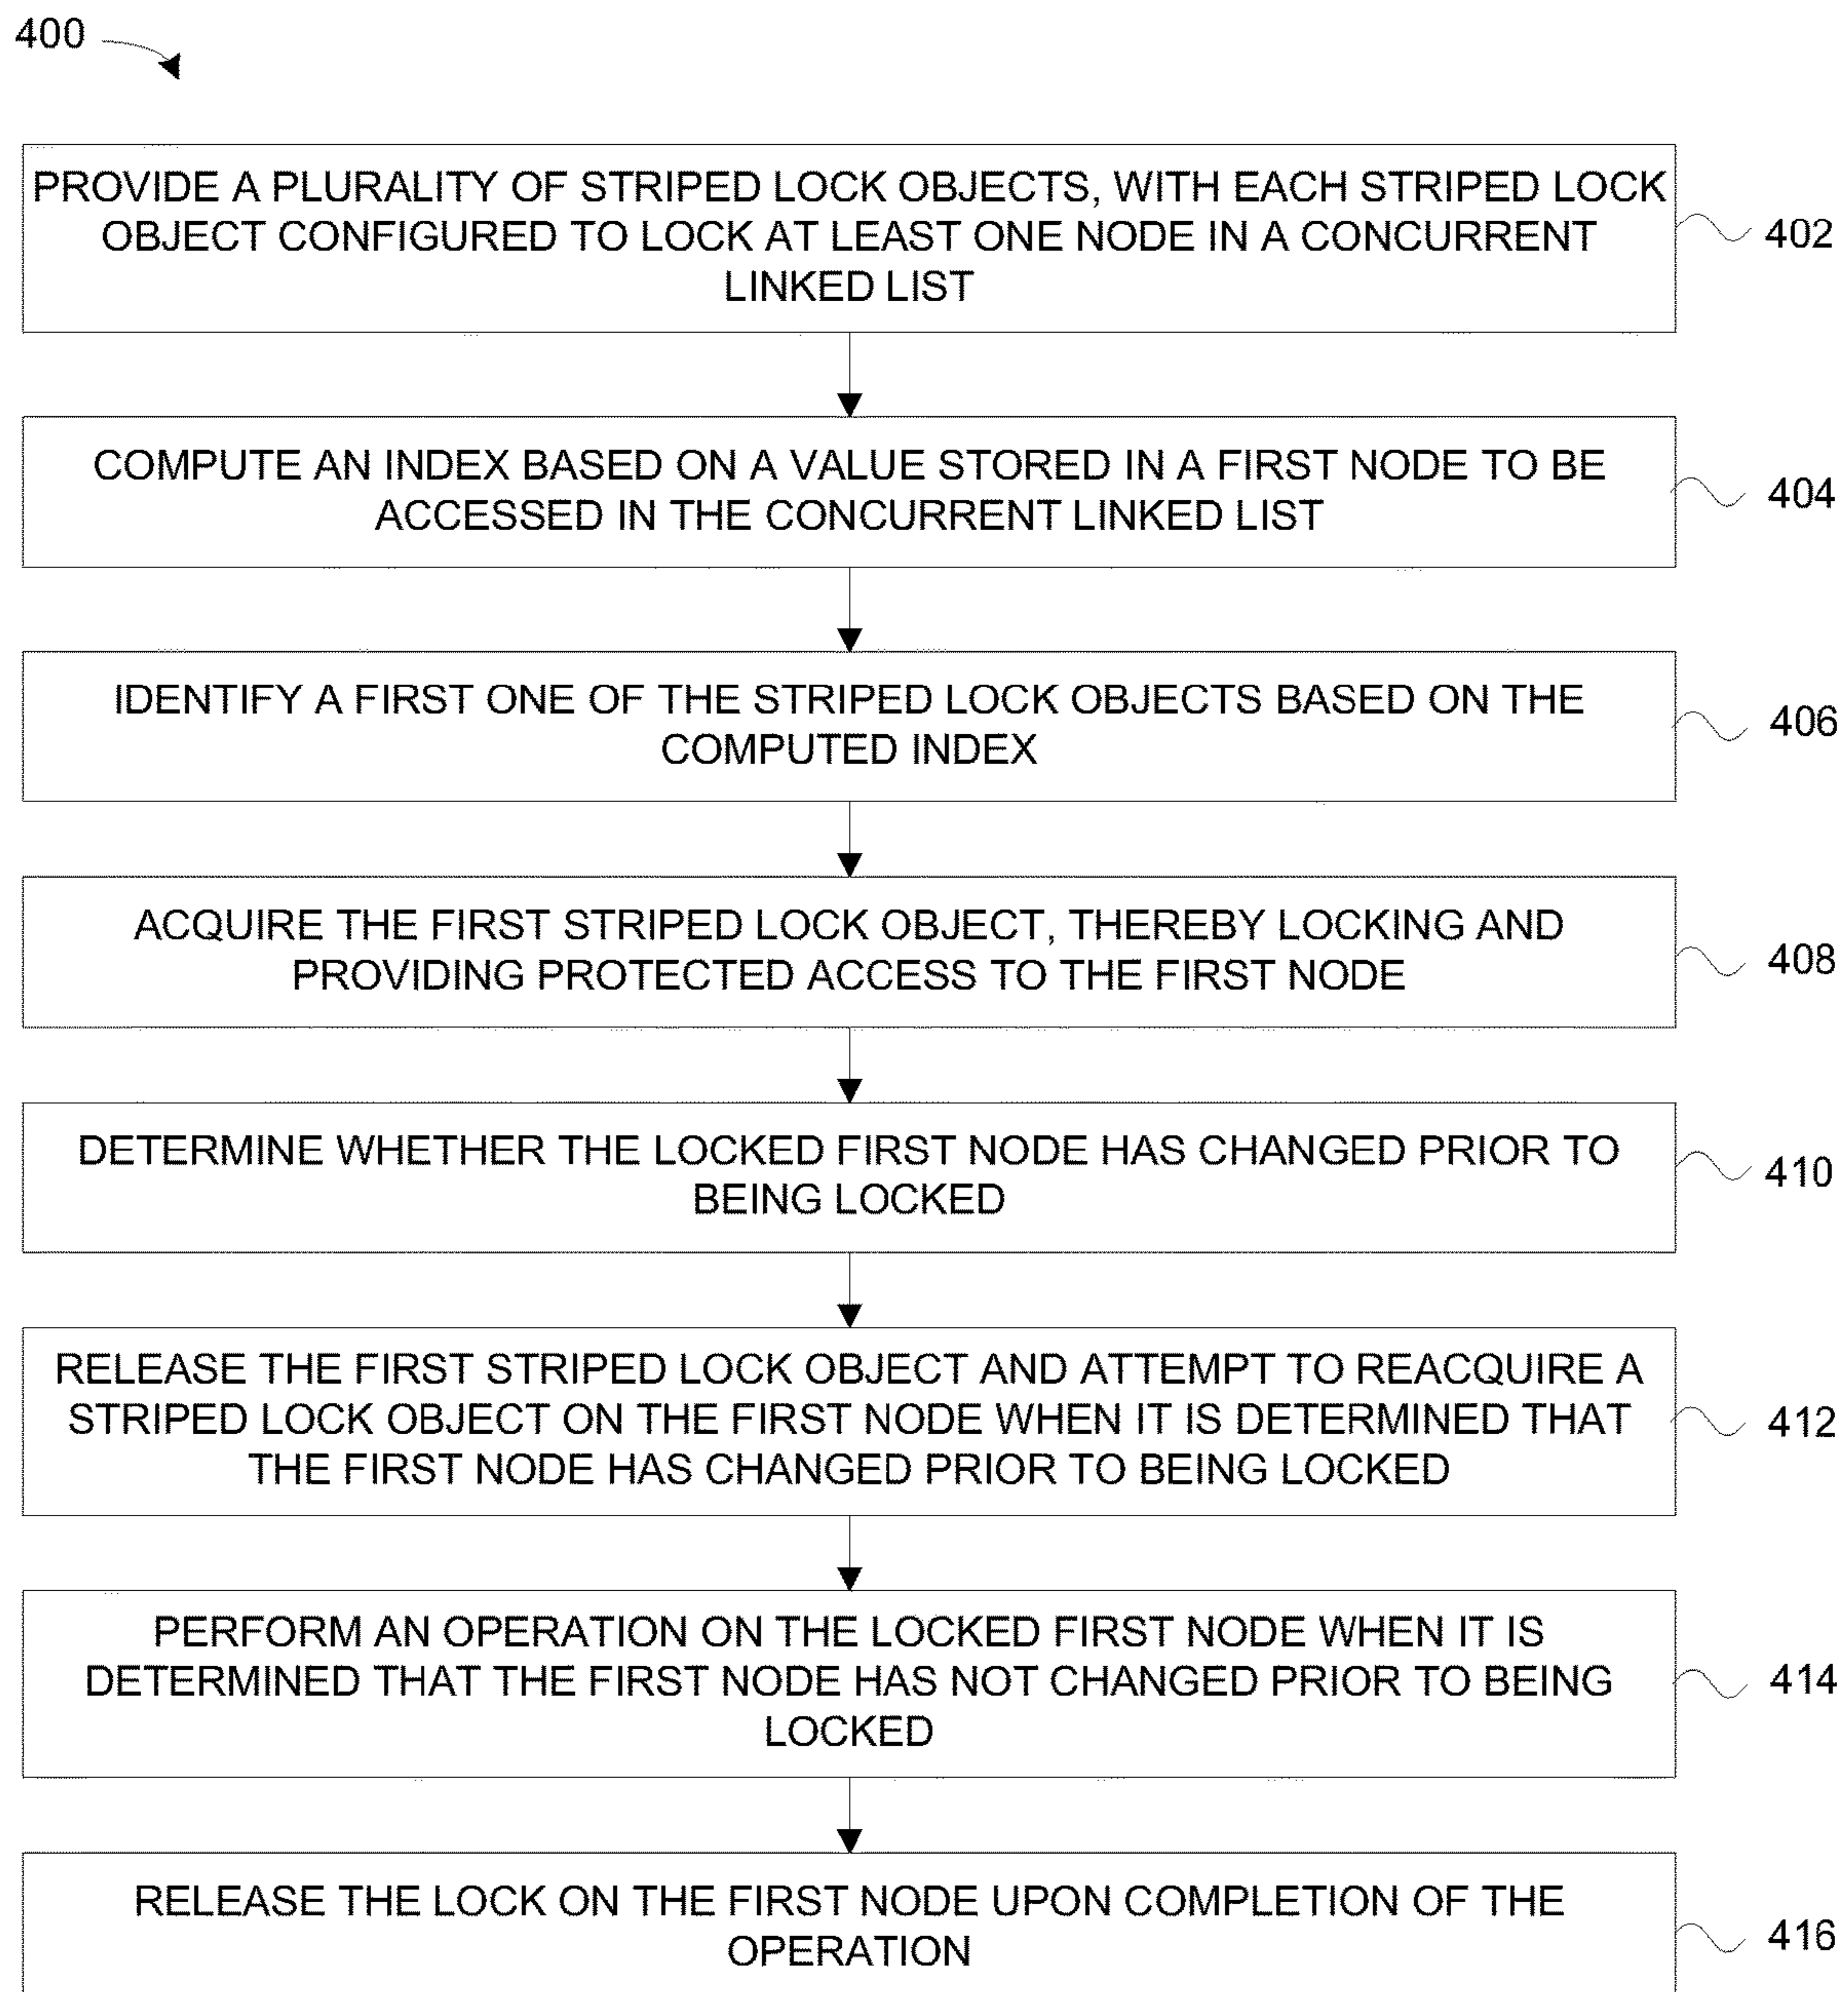 400
PROVIDE A PLURALITY OF STRIPED LOCK OBJECTS, WITH EACH STRIPED LOCK
OBJECT CONFIGURED TO LOCK AT LEAST ONE NODE IN A CONCURRENT
LINKED LIST
402
COMPUTE AN INDEX BASED ON A VALUE STORED IN A FIRST NODE TO BE
ACCESSED IN THE CONCURRENT LINKED LIST
404
IDENTIFY A FIRST ONE OF THE STRIPED LOCK OBJECTS BASED ON THE
COMPUTED INDEX
406
ACQUIRE THE FIRST STRIPED LOCK OBJECT, THEREBY LOCKING AND
PROVIDING PROTECTED ACCESS TO THE FIRST NODE
408
DETERMINE WHETHER THE LOCKED FIRST NODE HAS CHANGED PRIOR TO
BEING LOCKED
410
RELEASE THE FIRST STRIPED LOCK OBJECT AND ATTEMPT TO REACQUIRE A
STRIPED LOCK OBJECT ON THE FIRST NODE WHEN IT IS DETERMINED THAT
THE FIRST NODE HAS CHANGED PRIOR TO BEING LOCKED
412
PERFORM AN OPERATION ON THE LOCKED FIRST NODE WHEN IT IS
DETERMINED THAT THE FIRST NODE HAS NOT CHANGED PRIOR TO BEING
LOCKED
414
RELEASE THE LOCK ON THE FIRST NODE UPON COMPLETION OF THE
OPERATION
416